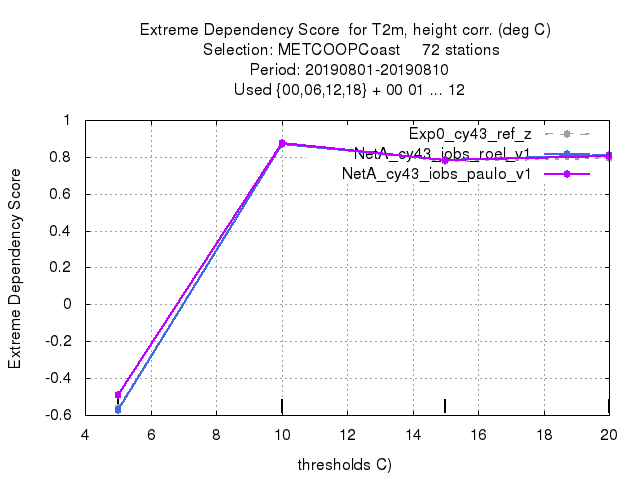 Extreme Dependency Score  for T2m, height corr. (deg C)
Selection: METCOOPCoast     72 stations
Period: 20190801-20190810
Used {00,06,12,18} + 00 01 ... 12
Exp0_cy43_ref_z
NetA_cy43_iobs_roel_v1
NetA_cy43_iobs_paulo_v1
Extreme Dependency Score
1
0.8
0.6
0.4
0.2
0
-0.2
-0.4
-0.6
4 6 8 10 12 14 16 18 20
thresholds C)